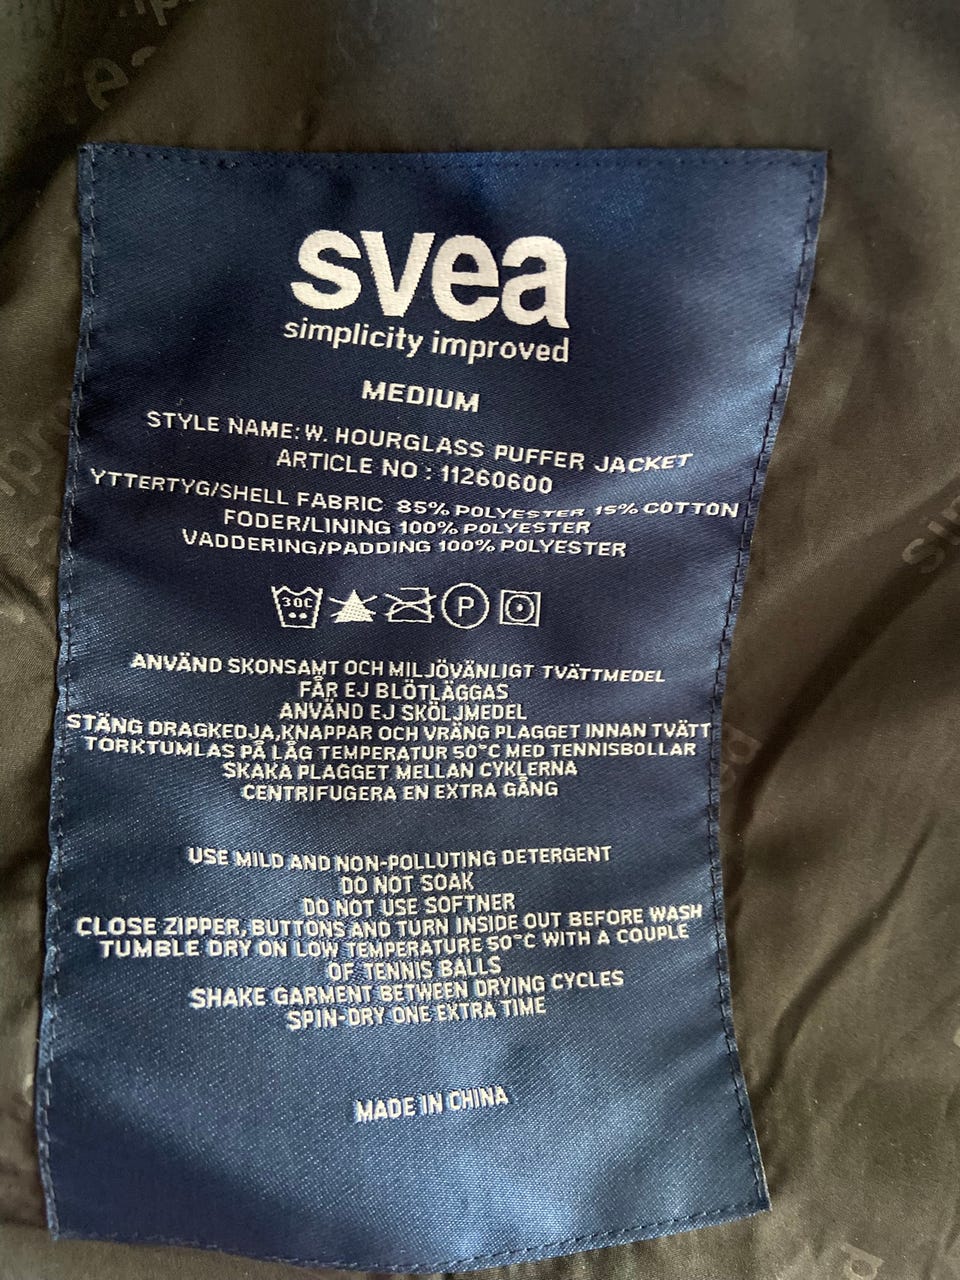 svea
simplicity improved
MEDIUM
STYLE NAME: W. HOURGLASS PUFFER JACKET
ARTICLE NO : 11260600
YTTERTYG/SHELL FABRIC 85% POLYESTER 15% COTTON
FODER/LINING 100% POLYESTER
VADDERING/PADDING 100% POLYESTER
30C
P
ANVÄND SKONSAMT OCH MILJÖVÄNLIGT TVÄTTMEDEL
FÅR EJ BLÖTLÄGGAS
ANVÄND EJ SKÖLJMEDEL
STÄNG DRAGKEDJA,KNAPPAR OCH VRÄNG PLAGGET INNAN TVÄTT
TORKTUMLAS PÅ LÅG TEMPERATUR 50°C MED TENNISBOLLAR
SKAKA PLAGGET MELLAN CYKLERNA
CENTRIFUGERA EN EXTRA GÅNG
USE MILD AND NON-POLLUTING DETERGENT
DO NOT SOAK
DO NOT USE SOFTNER
CLOSE ZIPPER, BUTTONS AND TURN INSIDE OUT BEFORE WASH
TUMBLE DRY ON LOW TEMPERATURE 50°C WITH A COUPLE
OF TENNIS BALLS
SHAKE GARMENT BETWEEN DRYING CYCLES
SPIN-DRY ONE EXTRA TIME
MADE IN CHINA